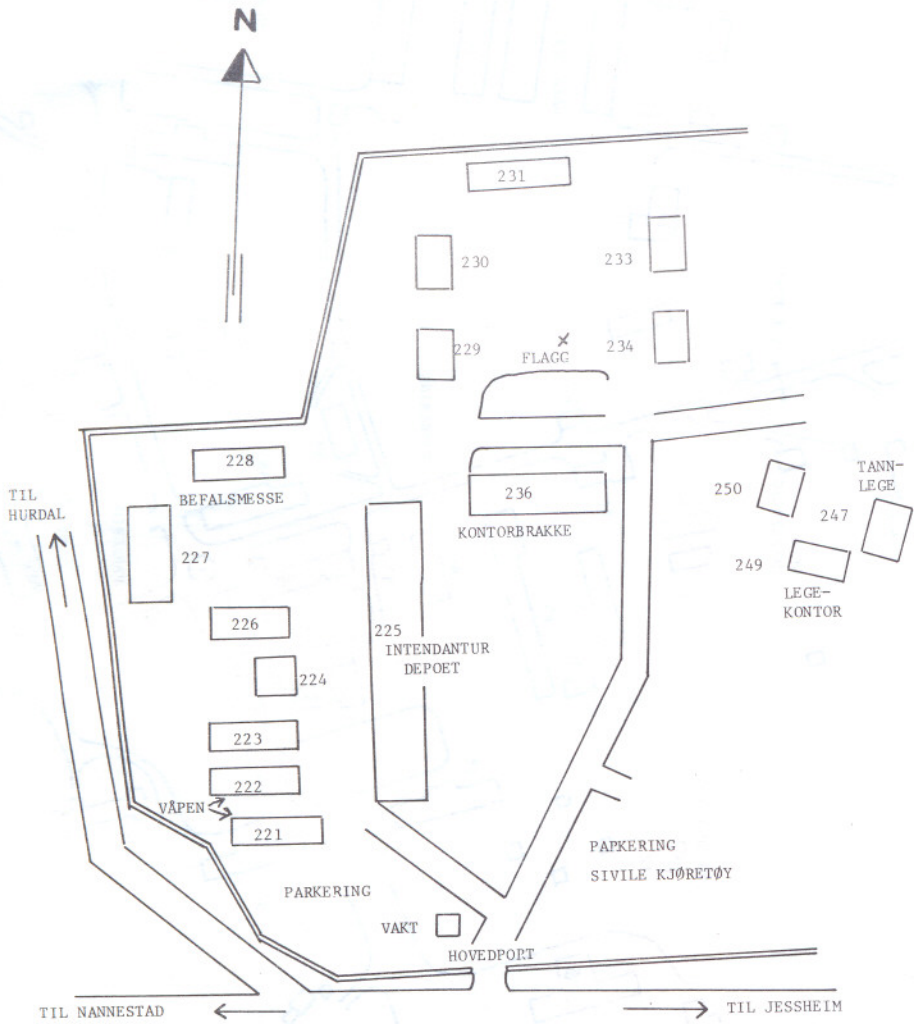 N
231
230
233
229
FLAGG
234
228
BEFALSMESSE
TIL
HURDAL
227
236
KONTORBRAKKE
250
TANN-
LEGE
247
249
LEGE-
KONTOR
226
225
INTENDANTUR
DEPOET
224
223
222
VÅPEN
221
PARKERING
PAPKERING
SIVILE KJØRETØY
VAKT
HOVEDPORT
TIL NANNESTAD
TIL JESSHEIM